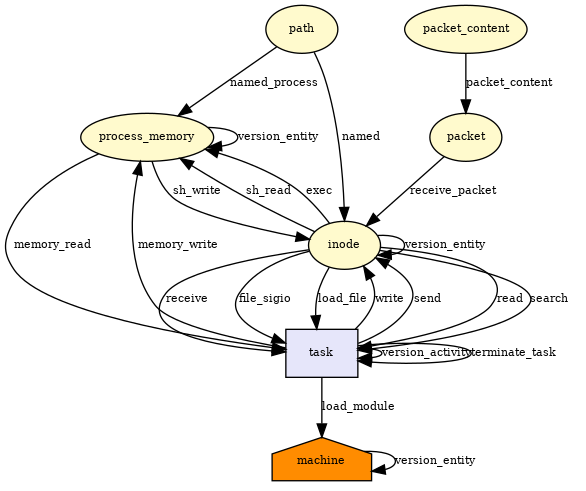 path
packet_content
named_process
packet_content
process_memory
version_entity
named
packet
sh_write
sh_read
exec
receive_packet
memory_read
memory_write
inode
version_entity
receive
file_sigio
load_file
write
send
read
search
task
version_activity
terminate_task
load_module
machine
version_entity